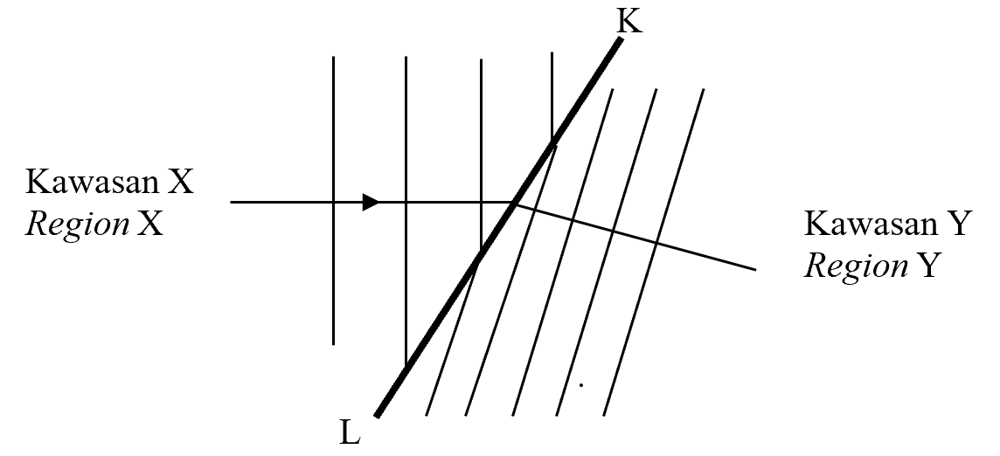 K
Kawasan X
Region X
Kawasan Y
Region Y
L